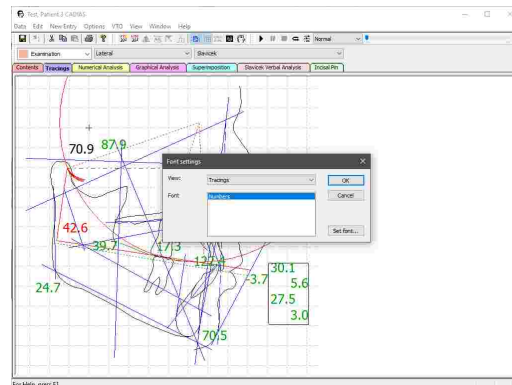 Test, Patient.3 CADIAS
Data Edit New Entry Options VTO View Window Help
Normal
Examination Lateral Slavicek
Contents Tracings Numerical Analysis Graphical Analysis Superimposition Slavicek Verbal Analysis Incisal Pin
70.9 87.9
Font settings
View: Tracings OK
Font: Numbers Cancel
Set font...
42.6
39.7 17.3
-3.7 30.1
24.7 5.6
27.5
3.0
70.5
For Help, press F1